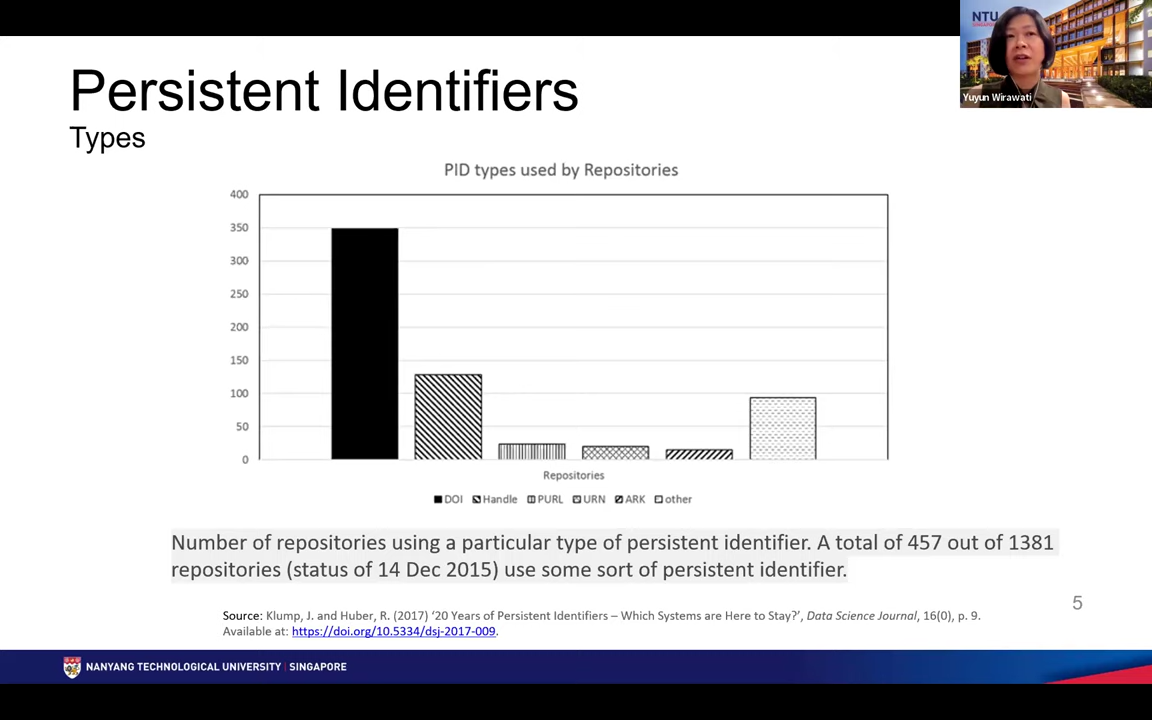 NTU
Yuyun Wirawati
Persistent Identifiers
Types
PID types used by Repositories
400
350
300
250
200
150
100
50
0
Repositories
DOI Handle PURL URN ARK other
Number of repositories using a particular type of persistent identifier. A total of 457 out of 1381
repositories (status of 14 Dec 2015) use some sort of persistent identifier.
5
Source: Klump, J. and Huber, R. (2017) ‘20 Years of Persistent Identifiers – Which Systems are Here to Stay?’, Data Science Journal, 16(0), p. 9.
Available at: https://doi.org/10.5334/dsj-2017-009.
NANYANG TECHNOLOGICAL UNIVERSITY | SINGAPORE